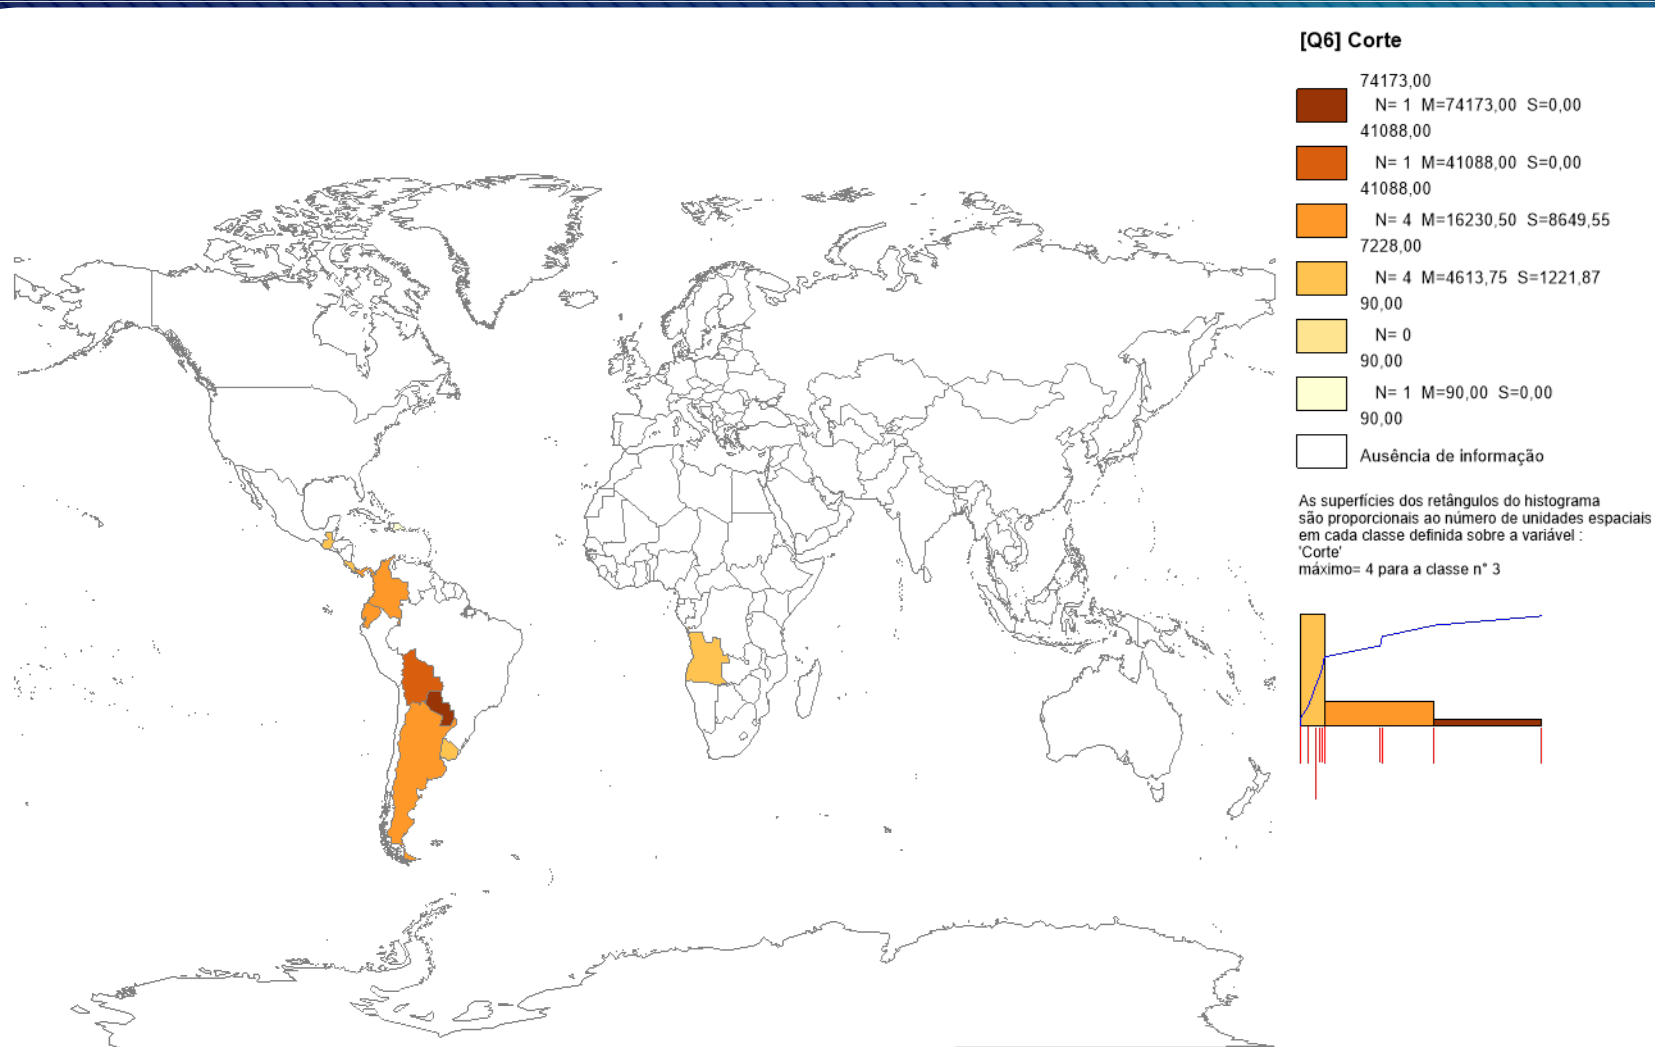 [Q6] Corte
74173,00
N= 1 M=74173,00 S=0,00
41088,00
N= 1 M=41088,00 S=0,00
41088,00
N= 4 M=16230,50 S=8649,55
7228,00
N= 4 M=4613,75 S=1221,87
90,00
N= 0
90,00
N= 1 M=90,00 S=0,00
90,00
Ausência de informação
As superfícies dos retângulos do histograma
são proporcionais ao número de unidades espaciais
em cada classe definida sobre a variável :
'Corte'
máximo= 4 para a classe n° 3